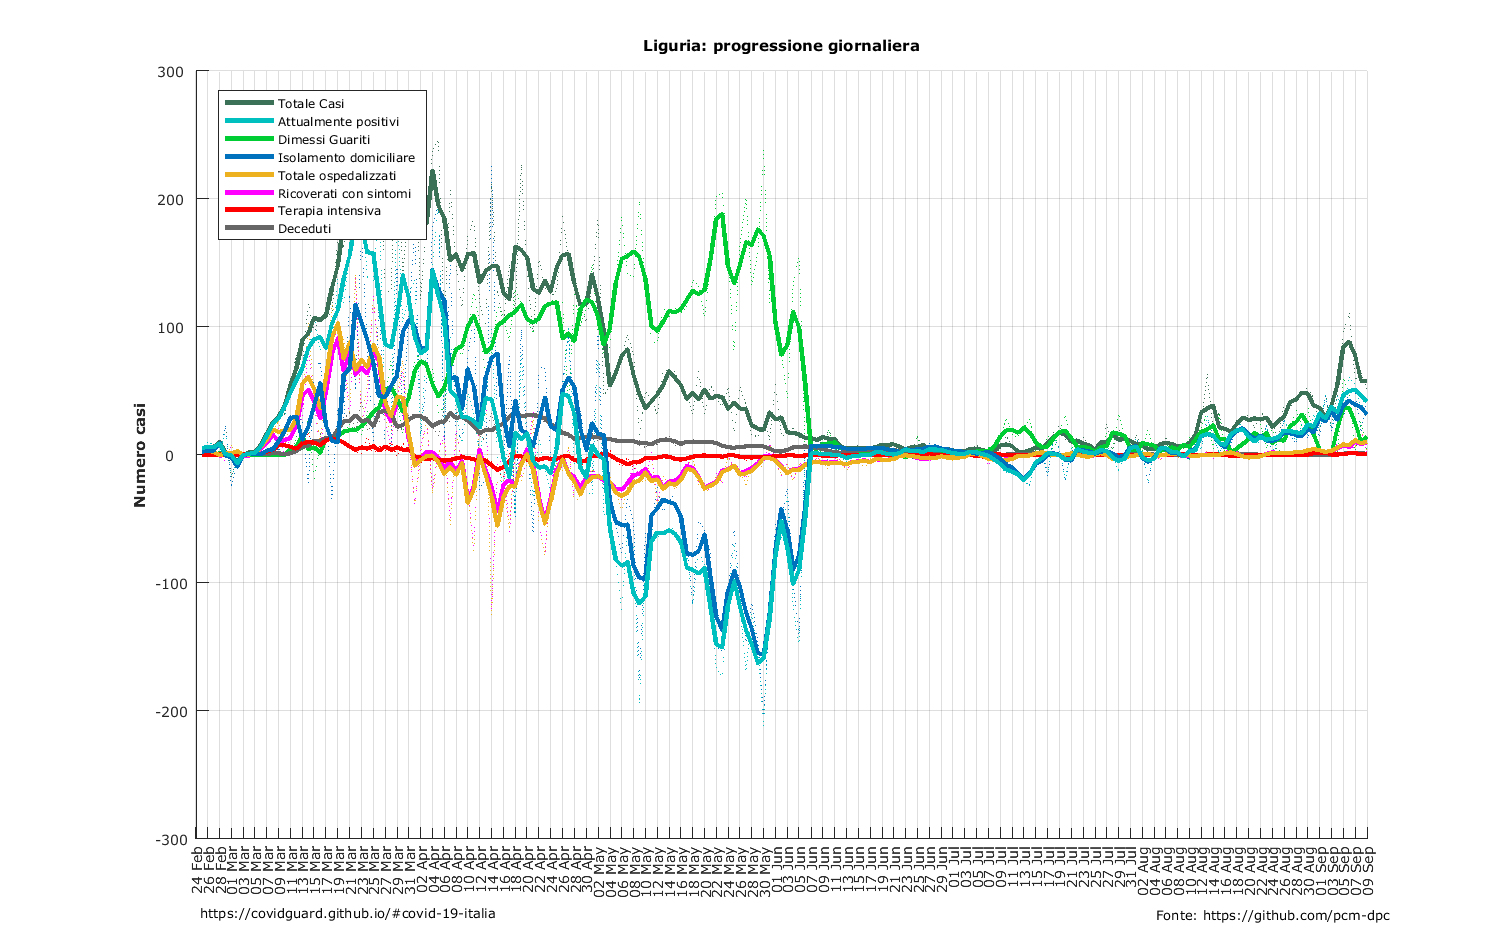 Liguria: progressione giornaliera
300
200
100
0
-100
-200
-300
Numero casi
Totale Casi
Attualmente positivi
Dimessi Guariti
Isolamento domiciliare
Totale ospedalizzati
Ricoverati con sintomi
Terapia intensiva
Deceduti
24 Feb
26 Feb
28 Feb
01 Mar
03 Mar
05 Mar
07 Mar
09 Mar
11 Mar
13 Mar
15 Mar
17 Mar
19 Mar
21 Mar
23 Mar
25 Mar
27 Mar
29 Mar
31 Mar
02 Apr
04 Apr
06 Apr
08 Apr
10 Apr
12 Apr
14 Apr
16 Apr
18 Apr
20 Apr
22 Apr
24 Apr
26 Apr
28 Apr
30 Apr
02 May
04 May
06 May
08 May
10 May
12 May
14 May
16 May
18 May
20 May
22 May
24 May
26 May
28 May
30 May
01 Jun
03 Jun
05 Jun
07 Jun
09 Jun
11 Jun
13 Jun
15 Jun
17 Jun
19 Jun
21 Jun
23 Jun
25 Jun
27 Jun
29 Jun
01 Jul
03 Jul
05 Jul
07 Jul
09 Jul
11 Jul
13 Jul
15 Jul
17 Jul
19 Jul
21 Jul
23 Jul
25 Jul
27 Jul
29 Jul
31 Jul
02 Aug
04 Aug
06 Aug
08 Aug
10 Aug
12 Aug
14 Aug
16 Aug
18 Aug
20 Aug
22 Aug
24 Aug
26 Aug
28 Aug
30 Aug
01 Sep
03 Sep
05 Sep
07 Sep
09 Sep
https://covidguard.github.io/#covid-19-italia
Fonte: https://github.com/pcm-dpc